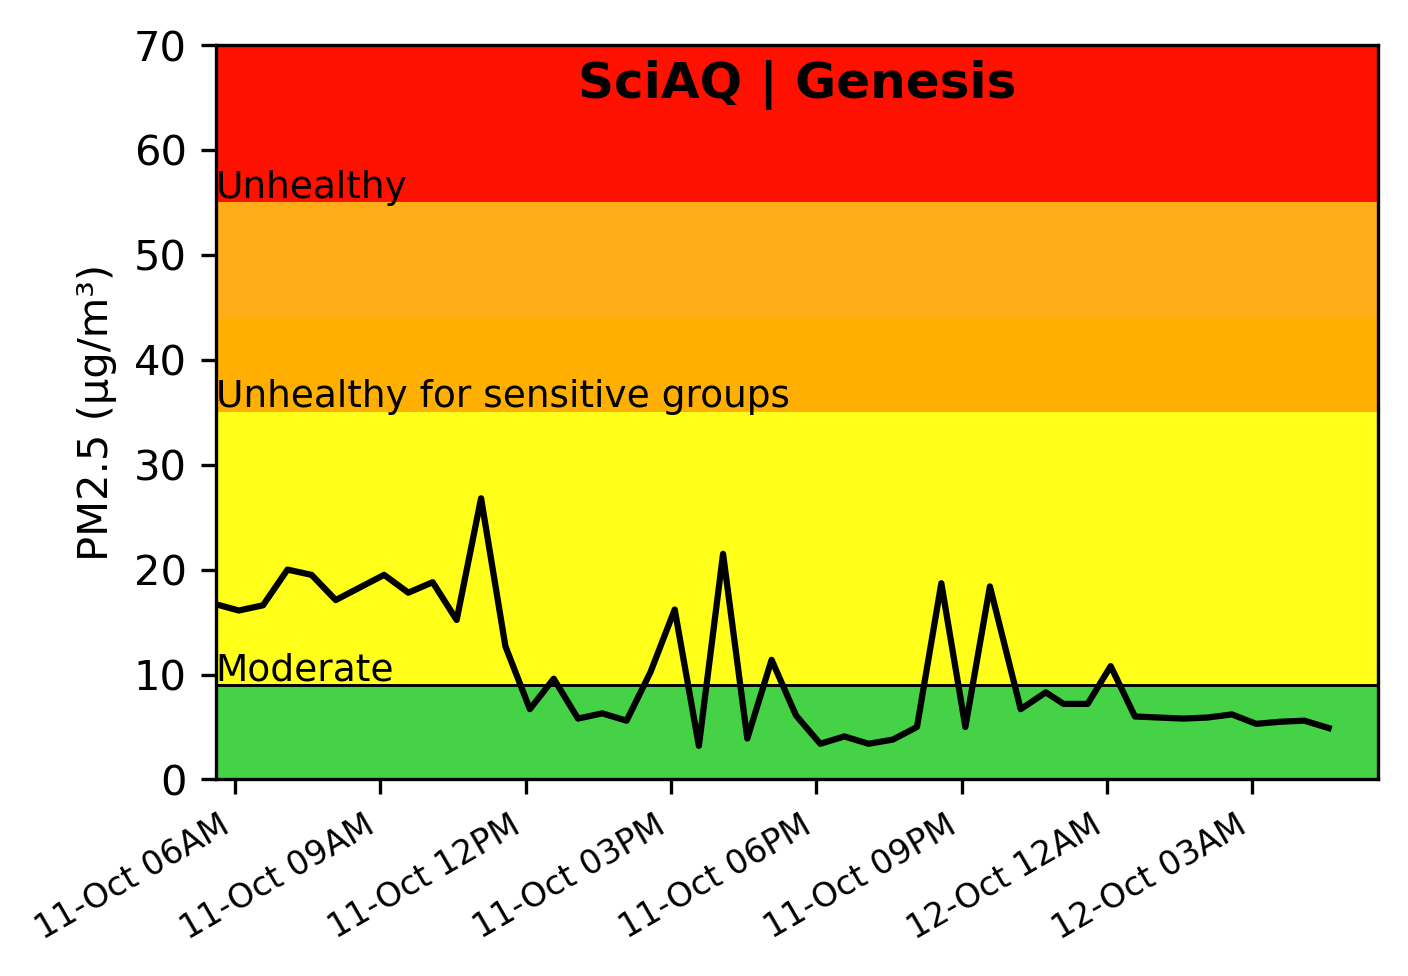 SciAQ | Genesis
PM2.5 (µg/m³)
70
60
50
40
30
20
10
0
Unhealthy
Unhealthy for sensitive groups
Moderate
11-Oct 06AM
11-Oct 09AM
11-Oct 12PM
11-Oct 03PM
11-Oct 06PM
11-Oct 09PM
12-Oct 12AM
12-Oct 03AM